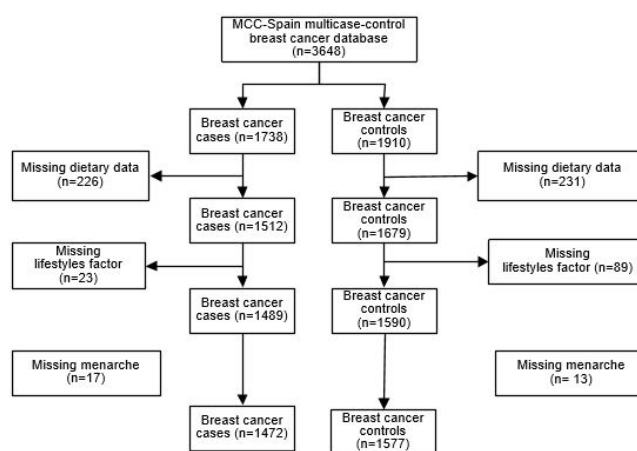 MCC-Spain multicase-control
breast cancer database
(n=3648)
Breast cancer
cases (n=1738)
Breast cancer
controls
(n=1910)
Missing dietary data
(n=226)
Missing dietary data
(n=231)
Breast cancer
cases (n=1512)
Breast cancer
controls
(n=1679)
Missing
lifestyles factor
(n=23)
Missing
lifestyles factor (n=89)
Breast cancer
cases (n=1489)
Breast cancer
controls
(n=1590)
Missing menarche
(n=17)
Missing menarche
(n= 13)
Breast cancer
cases (n=1472)
Breast cancer
controls
(n=1577)